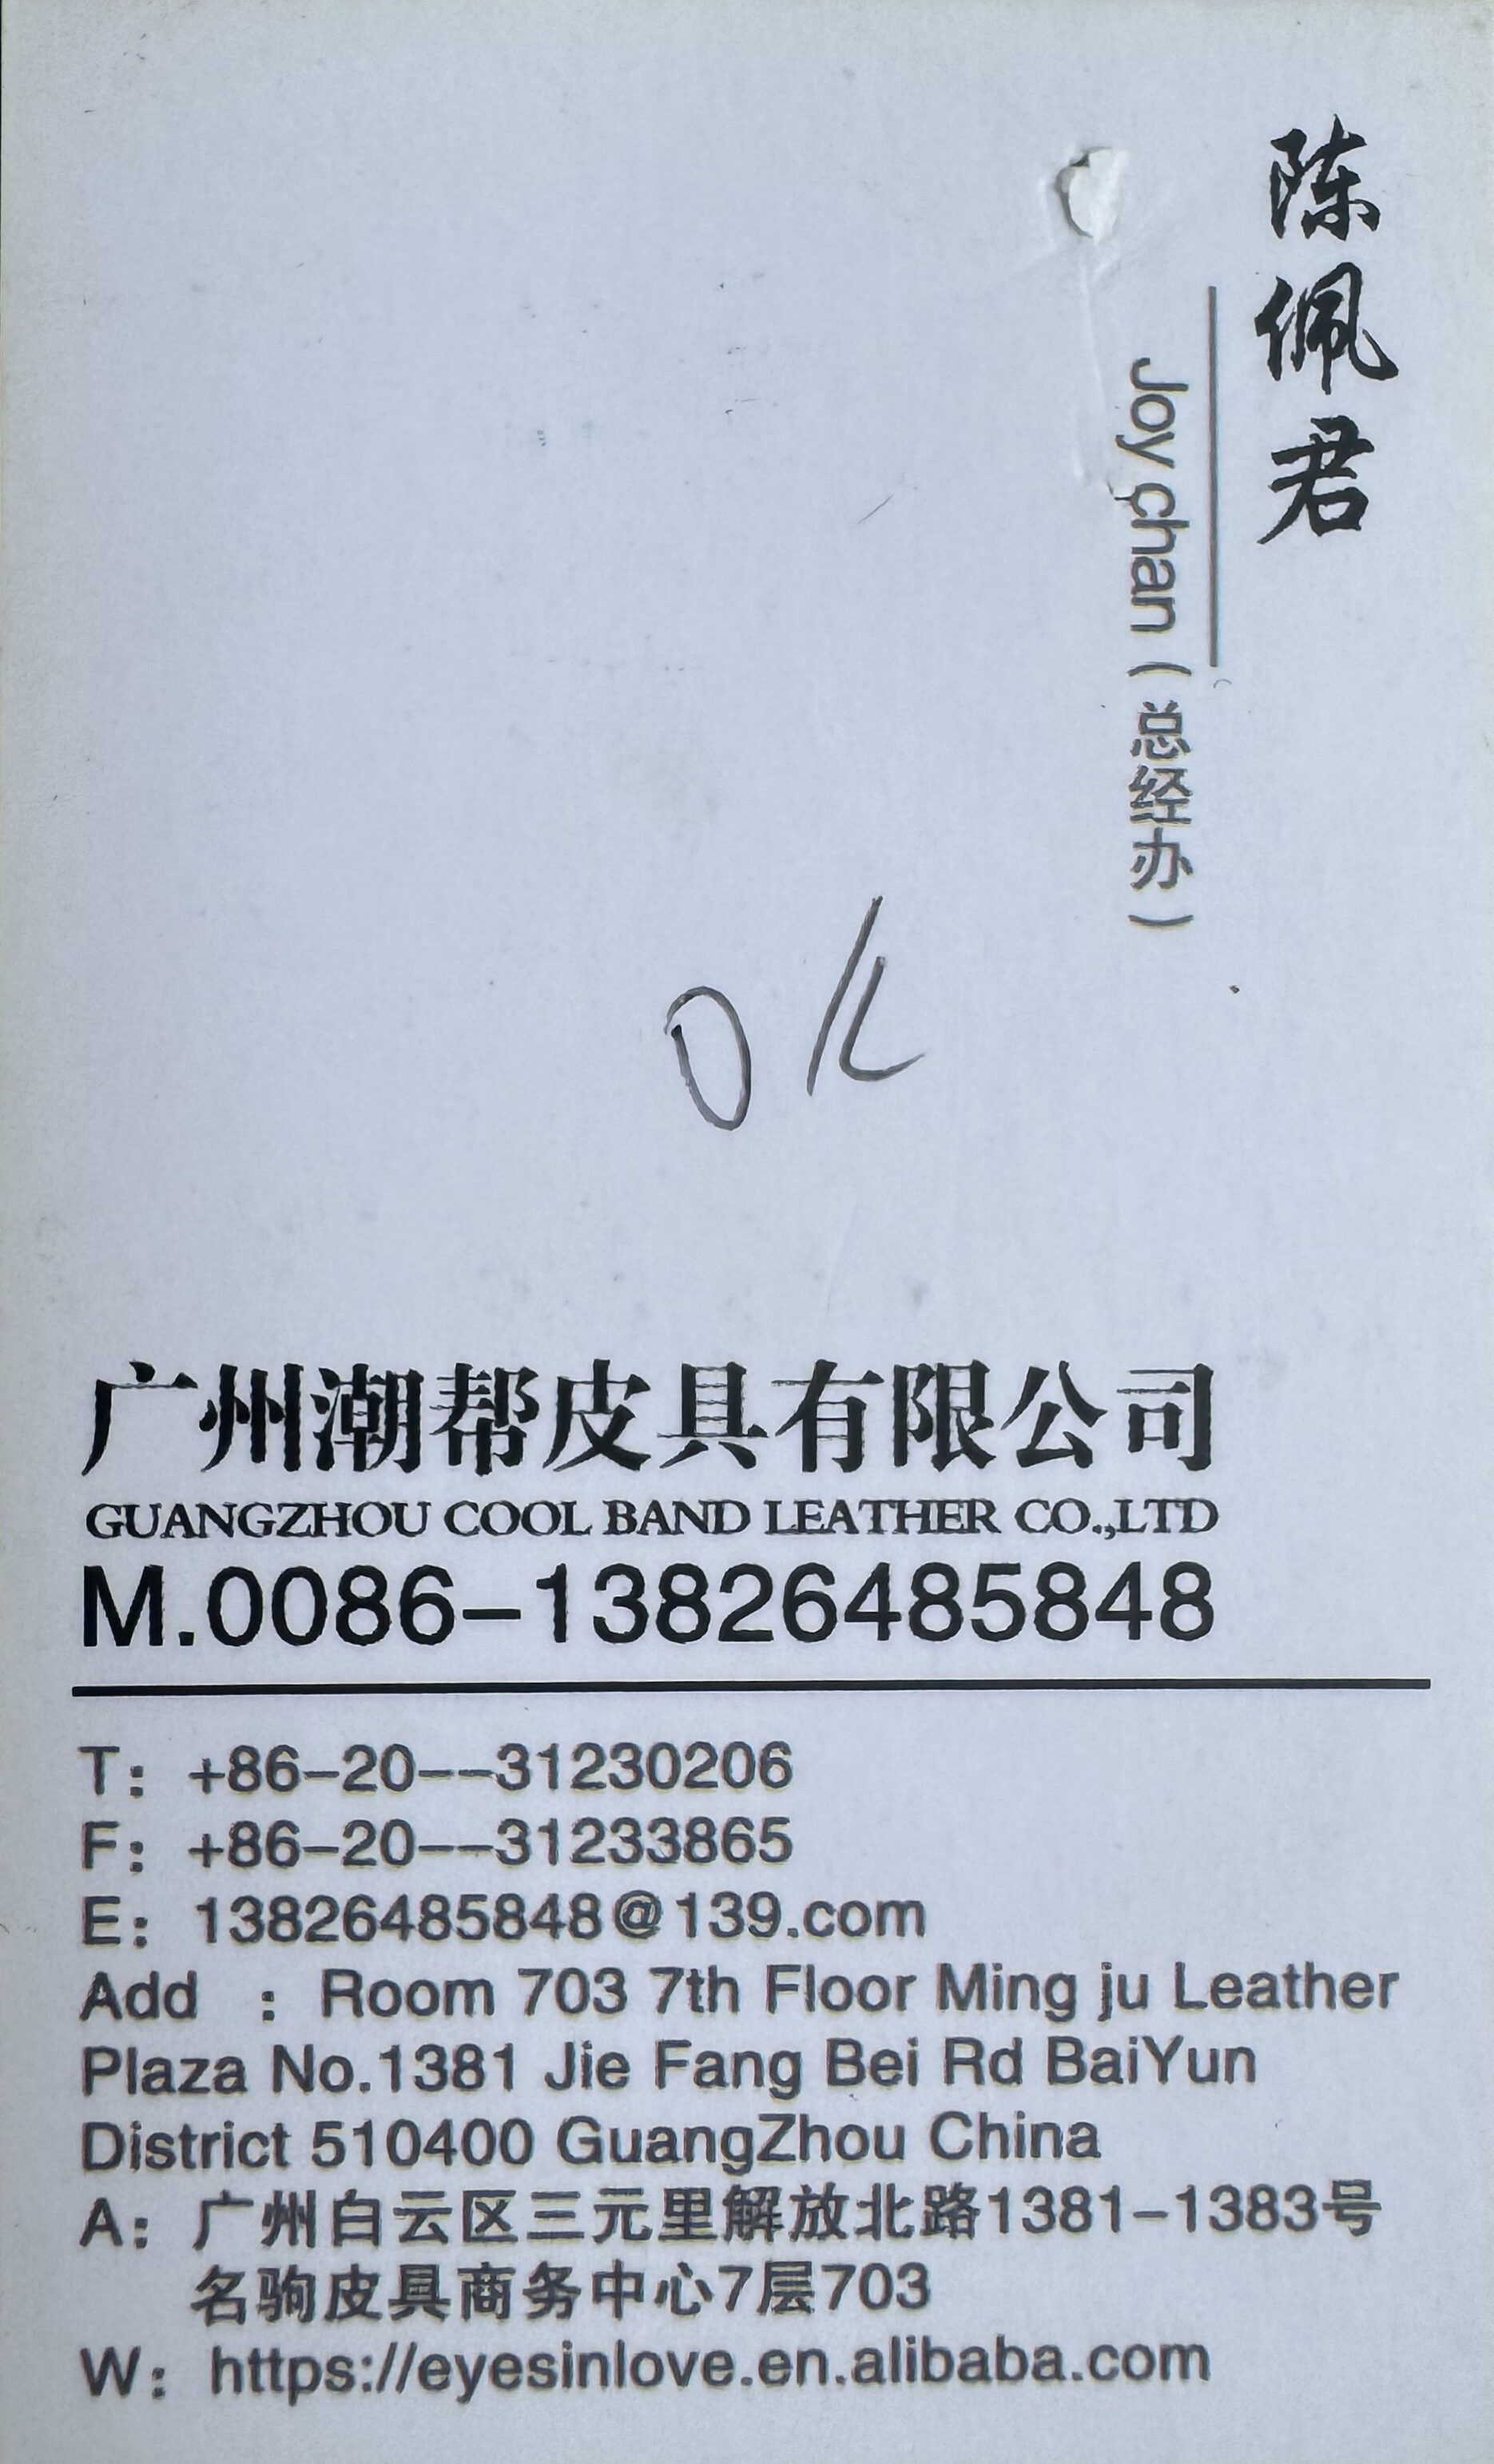 陈佩君
Joy chan（总经办）
OK
广州潮帮皮具有限公司
GUANGZHOU COOL BAND LEATHER CO.,LTD
M.0086-13826485848
T： +86-20--31230206
F： +86-20--31233865
E： 13826485848@139.com
Add ：Room 703 7th Floor Ming ju Leather
Plaza No.1381 Jie Fang Bei Rd BaiYun
District 510400 GuangZhou China
A： 广州白云区三元里解放北路1381-1383号
名驹皮具商务中心7层703
W： https://eyesinlove.en.alibaba.com